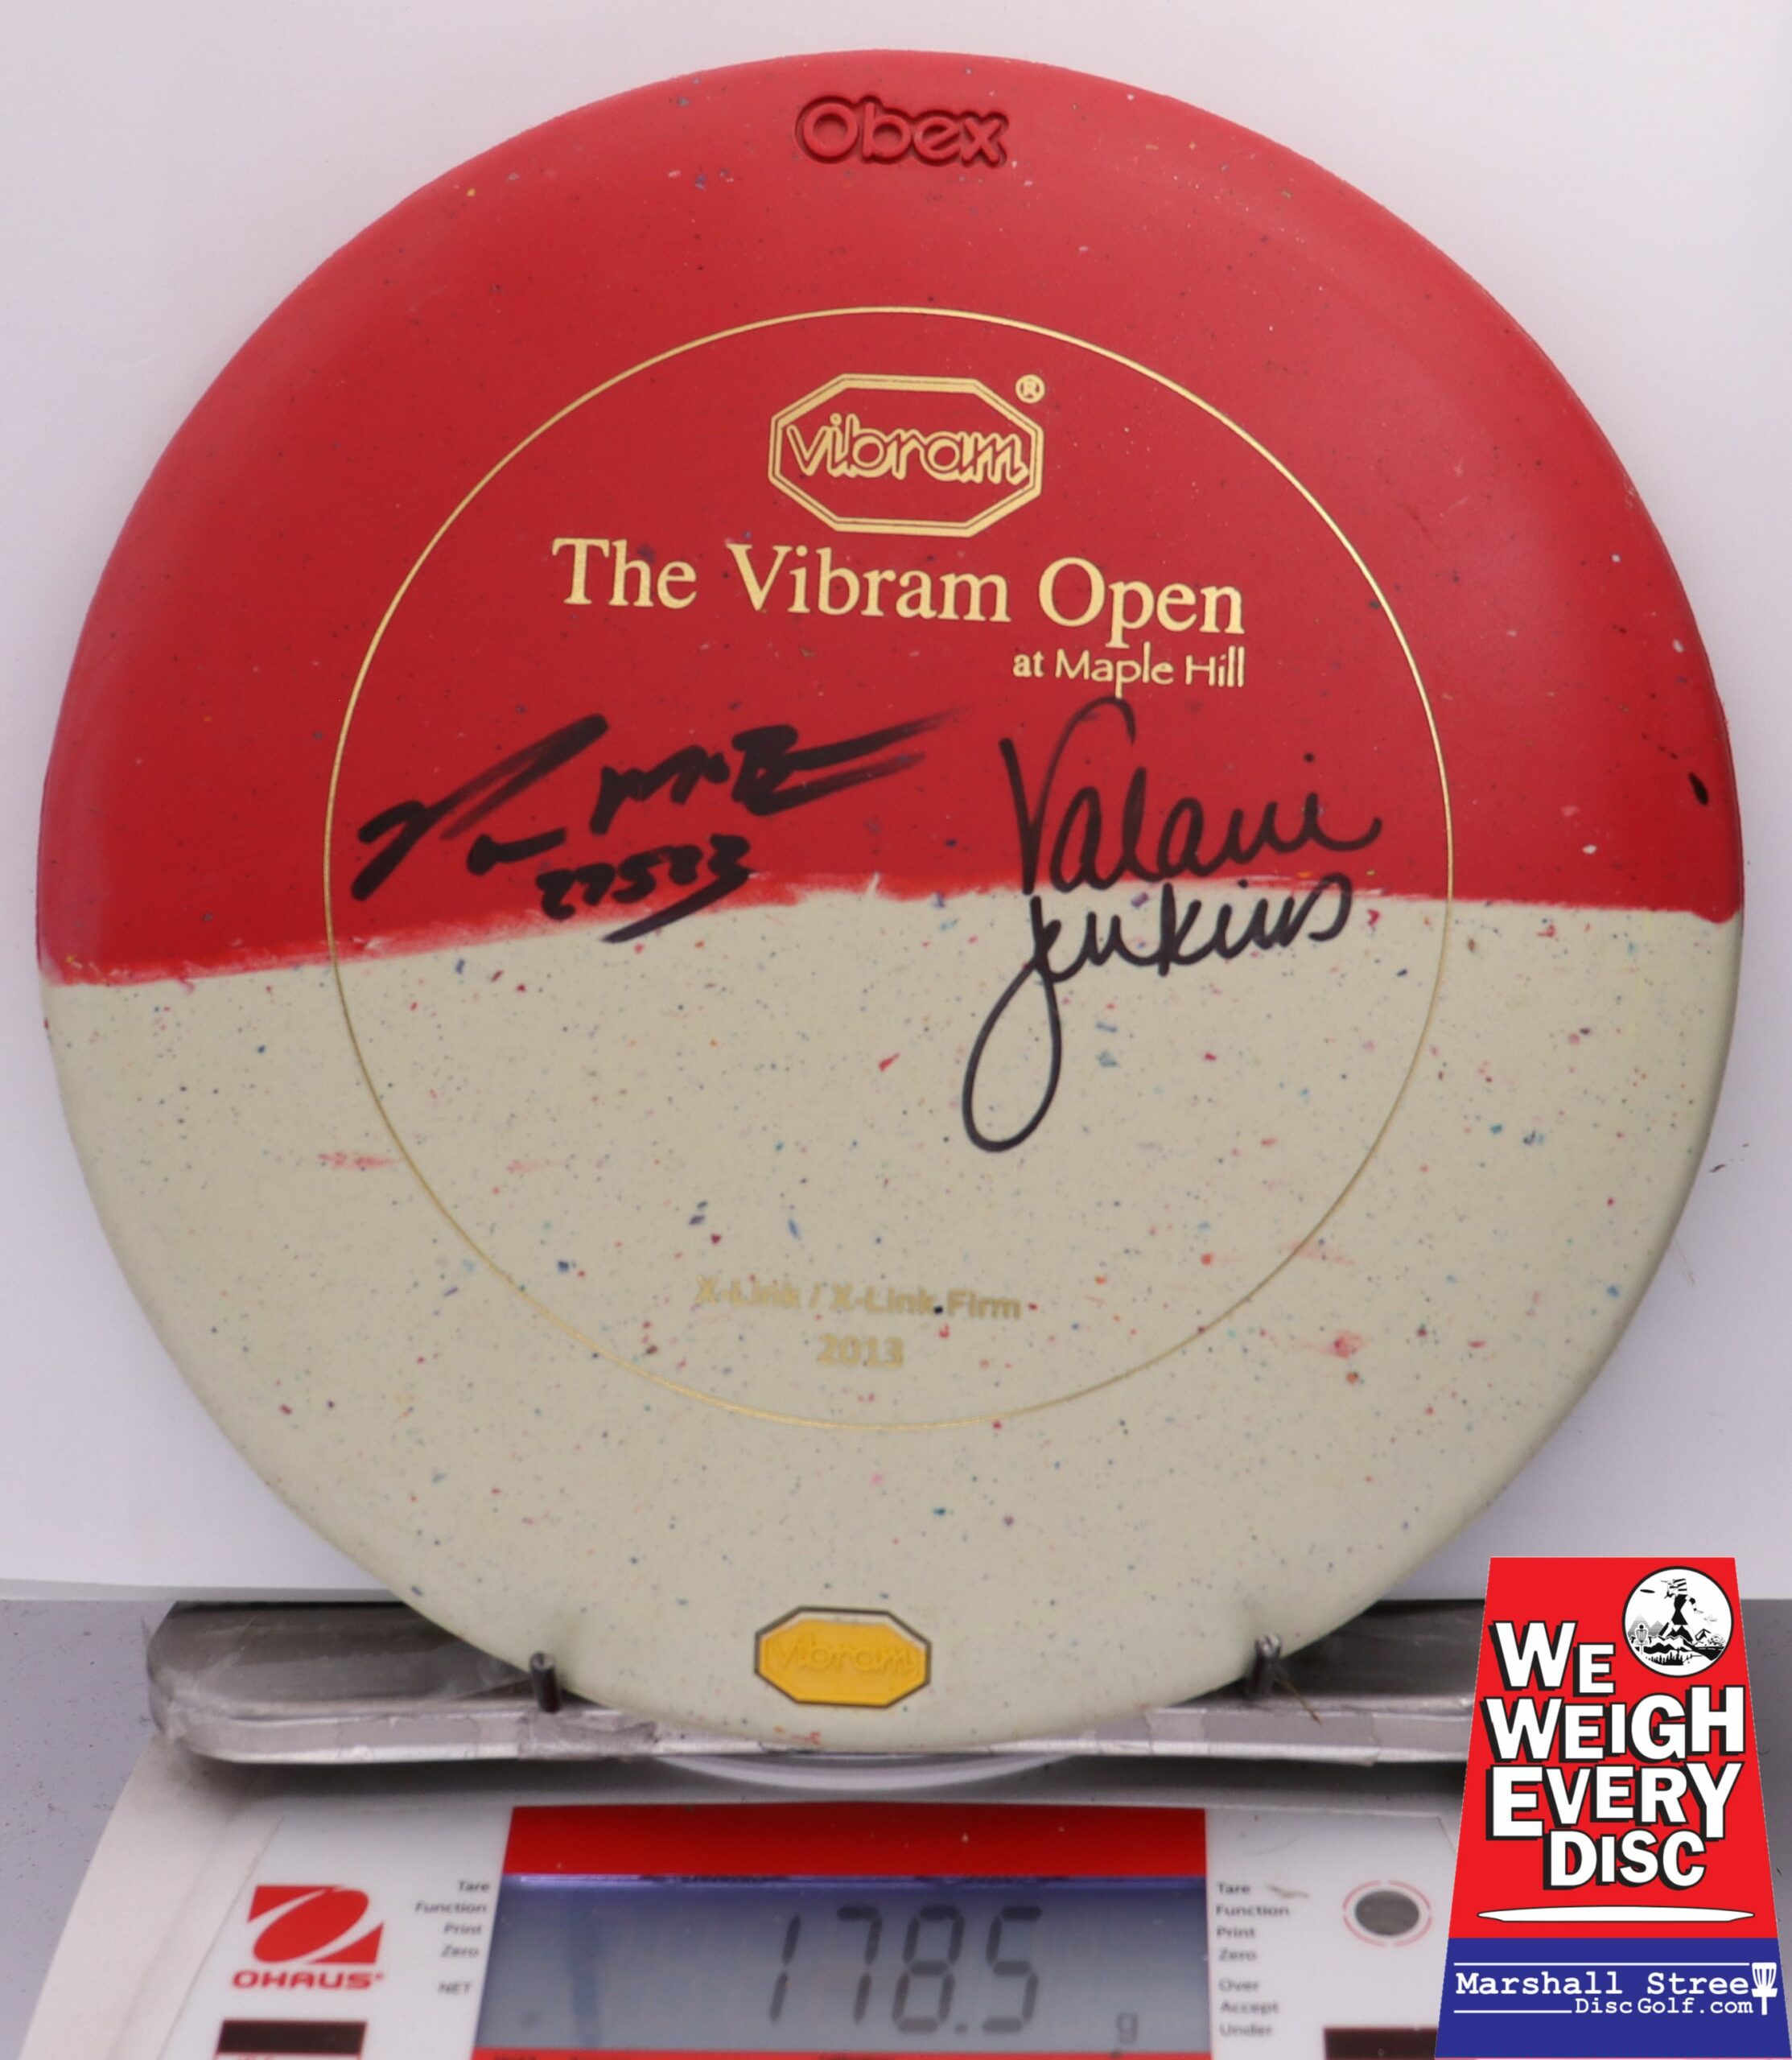 Obex
vibram®
The Vibram Open
at Maple Hill
27523
Valarie
Jenkins
X-Link / X-Link Firm
2013
vibram
WE
WEIGH
EVERY
DISC
Marshall Street
DiscGolf.com
Tare
Function
Print
Zero
NET
OHAUS
178.5
g
Tare
Function
Print
Zero
Over
Accept
Under